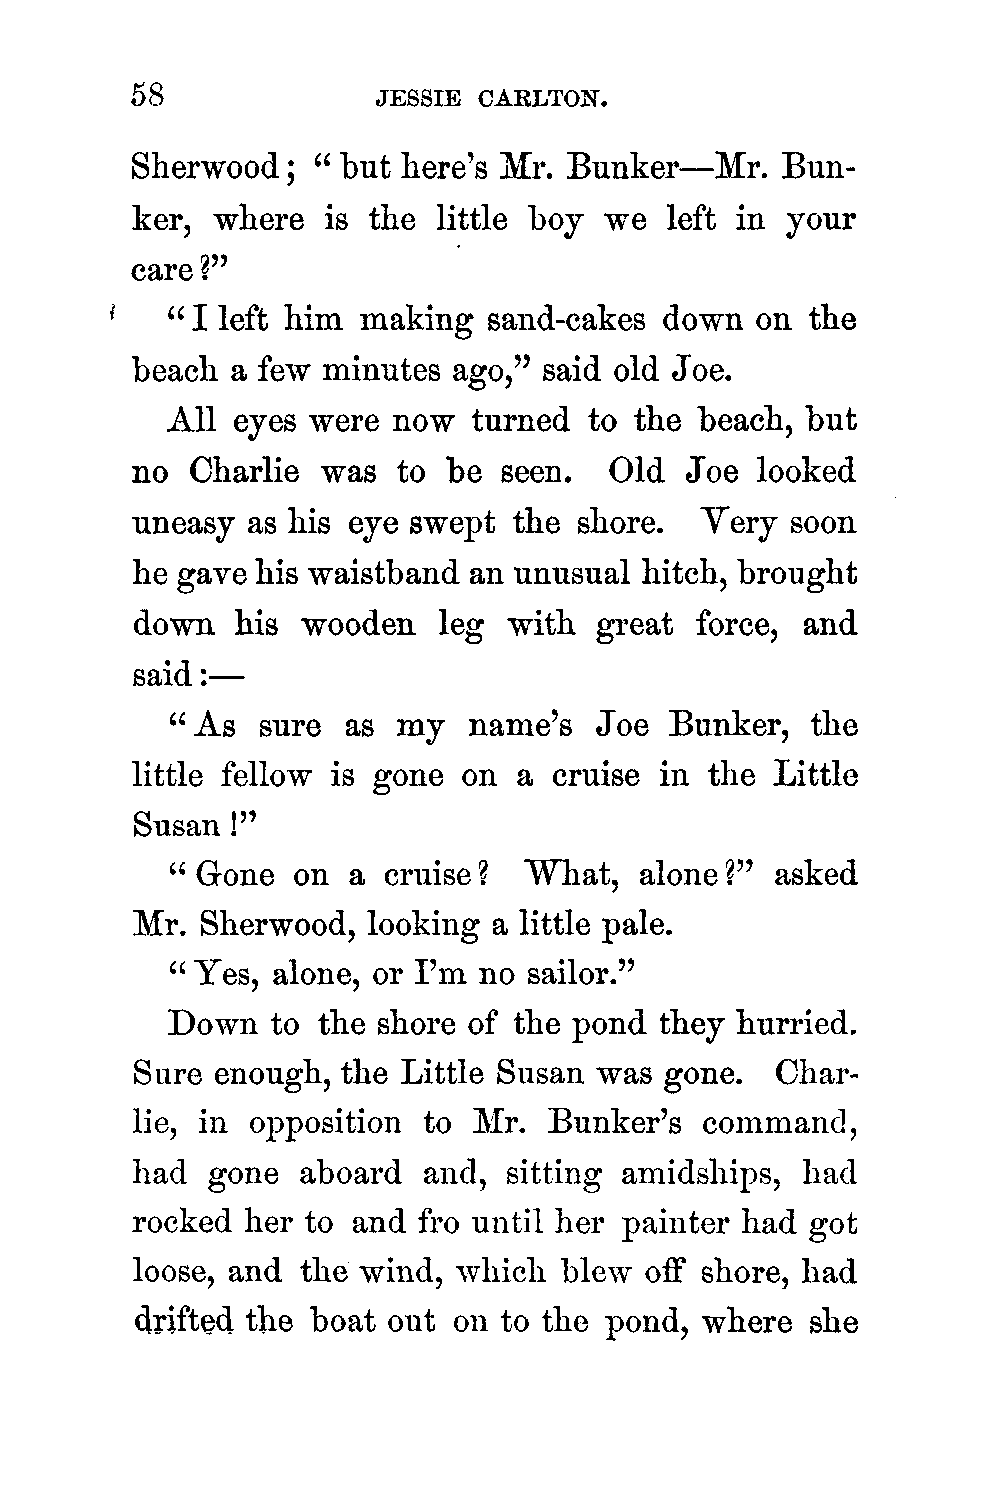 58 JESSIE CARLTON.
Sherwood; “but here’s Mr. Bunker—Mr. Bun-
ker, where is the little boy we left in your
care?”
“I left him making sand-cakes down on the
beach a few minutes ago,” said old Joe.
All eyes were now turned to the beach, but
no Charlie was to be seen. Old Joe looked
uneasy as his eye swept the shore. Very soon
he gave his waistband an unusual hitch, brought
down his wooden leg with great force, and
said:—
“As sure as my name’s Joe Bunker, the
little fellow is gone on a cruise in the Little
Susan!”
“Gone on a cruise? What, alone?” asked
Mr. Sherwood, looking a little pale.
“Yes, alone, or I’m no sailor.”
Down to the shore of the pond they hurried.
Sure enough, the Little Susan was gone. Char-
lie, in opposition to Mr. Bunker’s command,
had gone aboard and, sitting amidships, had
rocked her to and fro until her painter had got
loose, and the wind, which blew off shore, had
drifted the boat out on to the pond, where she